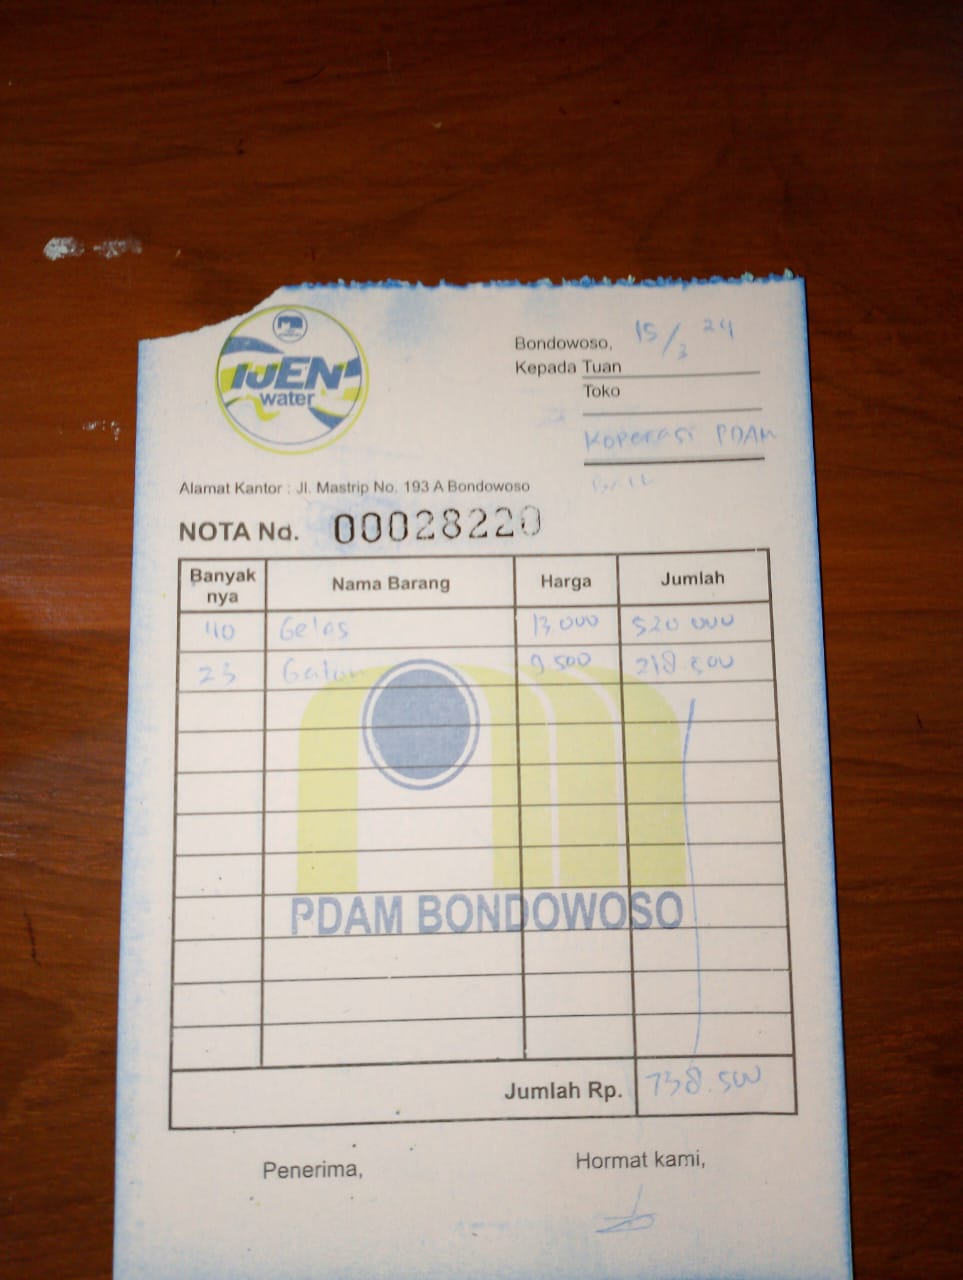 IJEN
water
Bondowoso, 15/3 24
Kepada Tuan
Toko
Koperasi PDAM
Alamat Kantor : Jl. Mastrip No. 193 A Bondowoso
NOTA No. 00028220
Banyak nya Nama Barang Harga Jumlah
40 Gelas 13.000 520 000
23 Galon 9.500 218 500
PDAM BONDOWOSO
Jumlah Rp. 738.500
Penerima, Hormat kami,